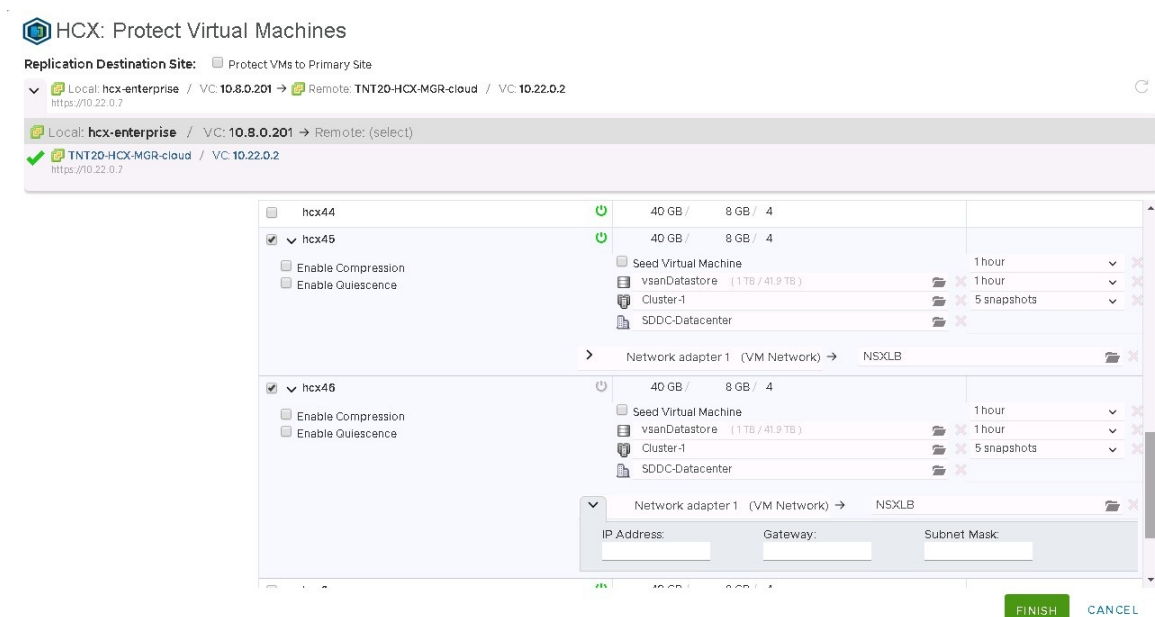 HCX: Protect Virtual Machines
Replication Destination Site: Protect VMs to Primary Site
Local: hcx-enterprise / VC: 10.8.0.201 → Remote: TNT20-HCX-MGR-cloud / VC: 10.22.0.2
https://10.22.0.7
Local: hcx-enterprise / VC: 10.8.0.201 → Remote: (select)
TNT20-HCX-MGR-cloud / VC: 10.22.0.2
https://10.22.0.7
hcx44 40 GB / 8 GB / 4
hcx45 40 GB / 8 GB / 4
Enable Compression Seed Virtual Machine 1 hour
Enable Quiescence vsanDatastore (1 TB / 41.9 TB) 1 hour
Cluster-1 5 snapshots
SDDC-Datacenter
Network adapter 1 (VM Network) → NSXLB
hcx46 40 GB / 8 GB / 4
Enable Compression Seed Virtual Machine 1 hour
Enable Quiescence vsanDatastore (1 TB / 41.9 TB) 1 hour
Cluster-1 5 snapshots
SDDC-Datacenter
Network adapter 1 (VM Network) → NSXLB
IP Address: Gateway: Subnet Mask:
FINISH CANCEL